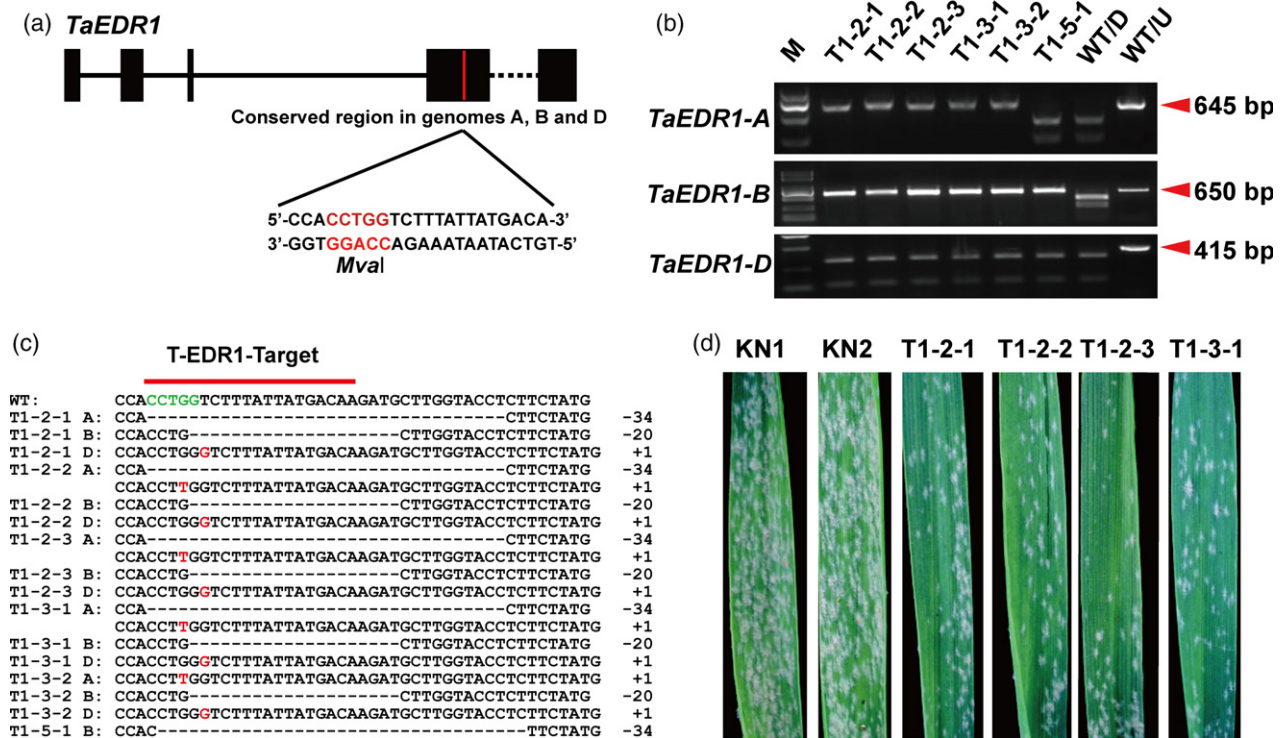 (a)
TaEDR1
Conserved region in genomes A, B and D
5'-CCACCTGGTCTTTATTATGACA-3'
3'-GGTGGACCAGAAATAATACTGT-5'
MvaI
(b)
M T1-2-1 T1-2-2 T1-2-3 T1-3-1 T1-3-2 T1-5-1 WT/D WT/U
TaEDR1-A 645 bp
TaEDR1-B 650 bp
TaEDR1-D 415 bp
(c)
T-EDR1-Target
WT: CCACCTGGTCTTTATTATGACAAGATGCTTGGTACCTCTTCTATG
T1-2-1 A: CCA----------------------------------CTTCTATG -34
T1-2-1 B: CCACCTG--------------------CTTGGTACCTCTTCTATG -20
T1-2-1 D: CCACCTGGGTCTTTATTATGACAAGATGCTTGGTACCTCTTCTATG +1
T1-2-2 A: CCA----------------------------------CTTCTATG -34
CCACCTTGGTCTTTATTATGACAAGATGCTTGGTACCTCTTCTATG +1
T1-2-2 B: CCACCTG--------------------CTTGGTACCTCTTCTATG -20
T1-2-2 D: CCACCTGGGTCTTTATTATGACAAGATGCTTGGTACCTCTTCTATG +1
T1-2-3 A: CCA----------------------------------CTTCTATG -34
CCACCTTGGTCTTTATTATGACAAGATGCTTGGTACCTCTTCTATG +1
T1-2-3 B: CCACCTG--------------------CTTGGTACCTCTTCTATG -20
T1-2-3 D: CCACCTGGGTCTTTATTATGACAAGATGCTTGGTACCTCTTCTATG +1
T1-3-1 A: CCA----------------------------------CTTCTATG -34
CCACCTTGGTCTTTATTATGACAAGATGCTTGGTACCTCTTCTATG +1
T1-3-1 B: CCACCTG--------------------CTTGGTACCTCTTCTATG -20
T1-3-1 D: CCACCTGGGTCTTTATTATGACAAGATGCTTGGTACCTCTTCTATG +1
T1-3-2 A: CCACCTTGGTCTTTATTATGACAAGATGCTTGGTACCTCTTCTATG +1
T1-3-2 B: CCACCTG--------------------CTTGGTACCTCTTCTATG -20
T1-3-2 D: CCACCTGGGTCTTTATTATGACAAGATGCTTGGTACCTCTTCTATG +1
T1-5-1 B: CCAC----------------------------------TTCTATG -34
(d)
KN1 KN2 T1-2-1 T1-2-2 T1-2-3 T1-3-1